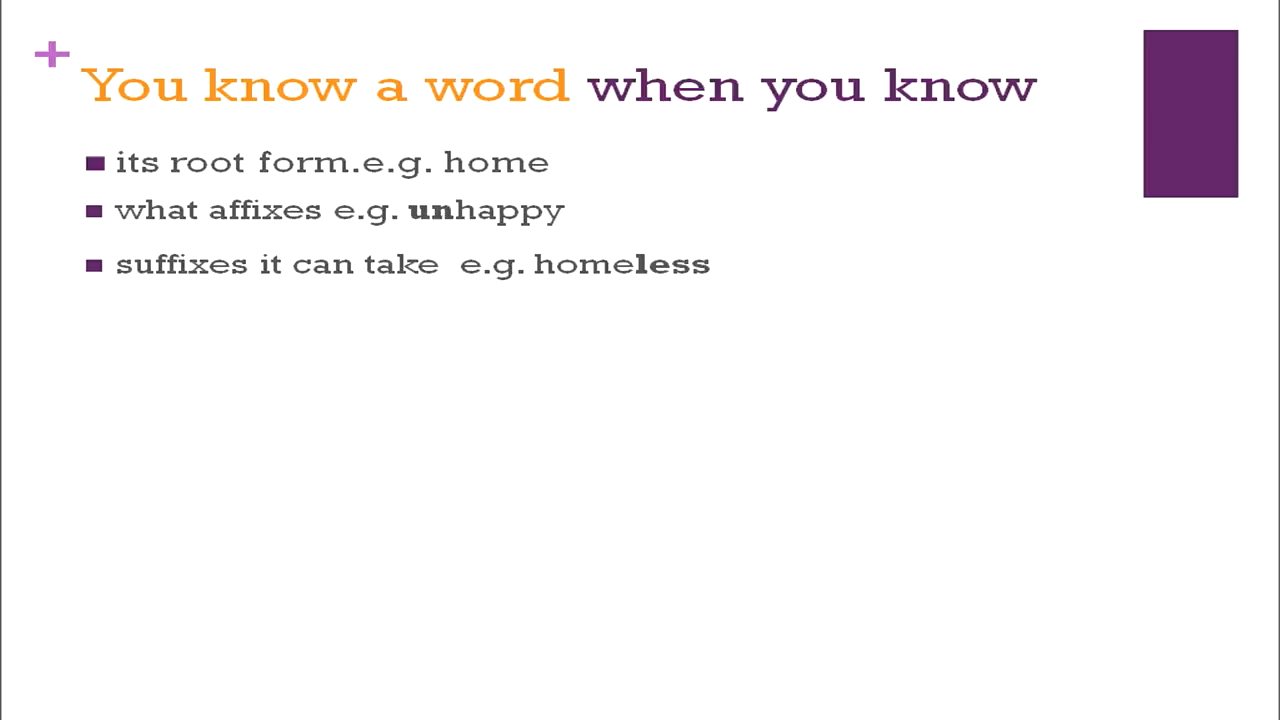 You know a word when you know
its root form.e.g. home
what affixes e.g. unhappy
suffixes it can take e.g. homeless